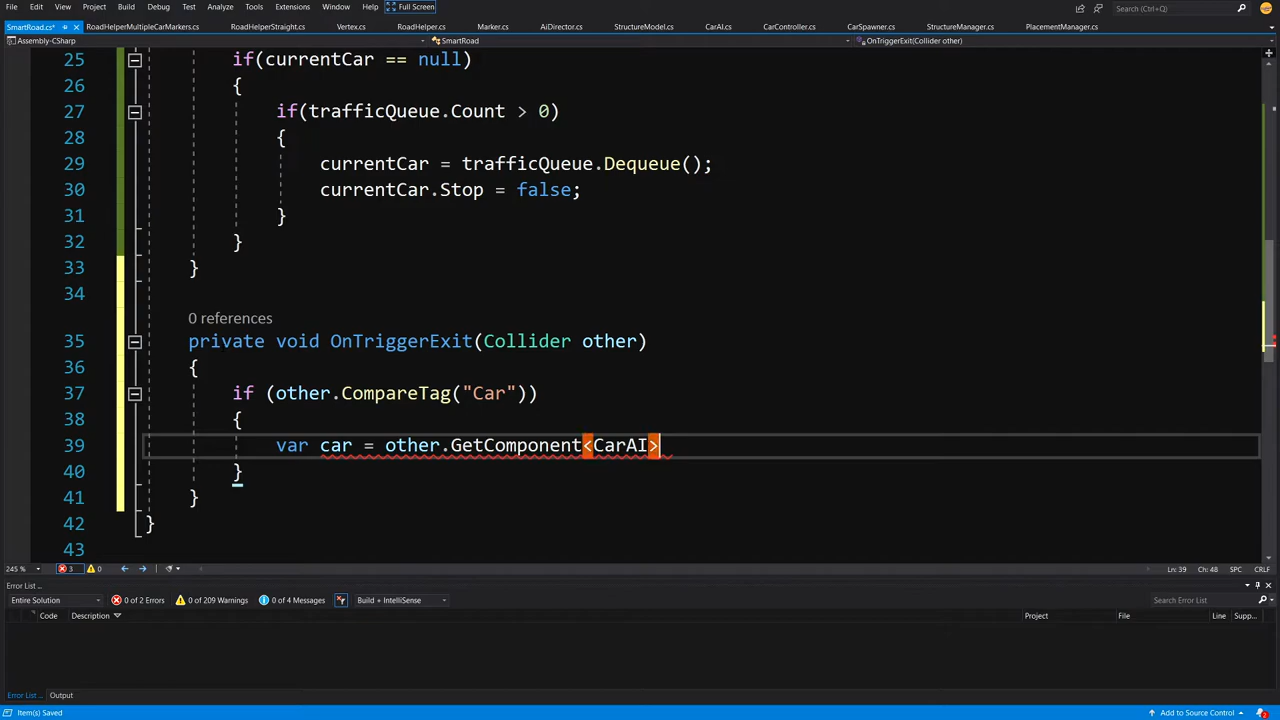 File Edit View Project Build Debug Test Analyze Tools Extensions Window Help Full Screen Search (Ctrl+Q)
SmartRoad.cs* RoadHelperMultipleCarMarkers.cs RoadHelperStraight.cs Vertex.cs RoadHelper.cs Marker.cs AiDirector.cs StructureModel.cs CarAI.cs CarController.cs CarSpawner.cs StructureManager.cs PlacementManager.cs
Assembly-CSharp SmartRoad OnTriggerExit(Collider other)
25 if(currentCar == null)
26 {
27 if(trafficQueue.Count > 0)
28 {
29 currentCar = trafficQueue.Dequeue();
30 currentCar.Stop = false;
31 }
32 }
33 }
34
0 references
35 private void OnTriggerExit(Collider other)
36 {
37 if (other.CompareTag("Car"))
38 {
39 var car = other.GetComponent<CarAI>
40 }
41 }
42 }
43
245 % 3 0 Ln: 39 Ch: 48 SPC CRLF
Error List ...
Entire Solution 0 of 2 Errors 0 of 209 Warnings 0 of 4 Messages Build + IntelliSense Search Error List
Code Description Project File Line Supp...
Error List ... Output
Item(s) Saved Add to Source Control 2